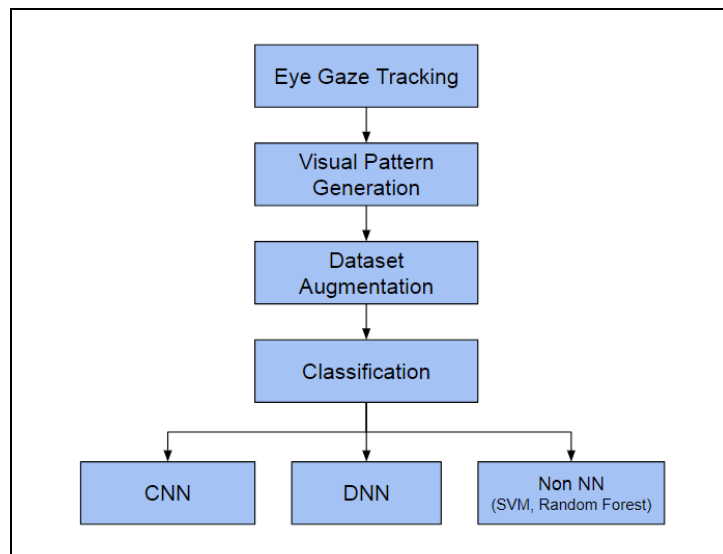 Eye Gaze Tracking
Visual Pattern
Generation
Dataset
Augmentation
Classification
CNN
DNN
Non NN
(SVM, Random Forest)